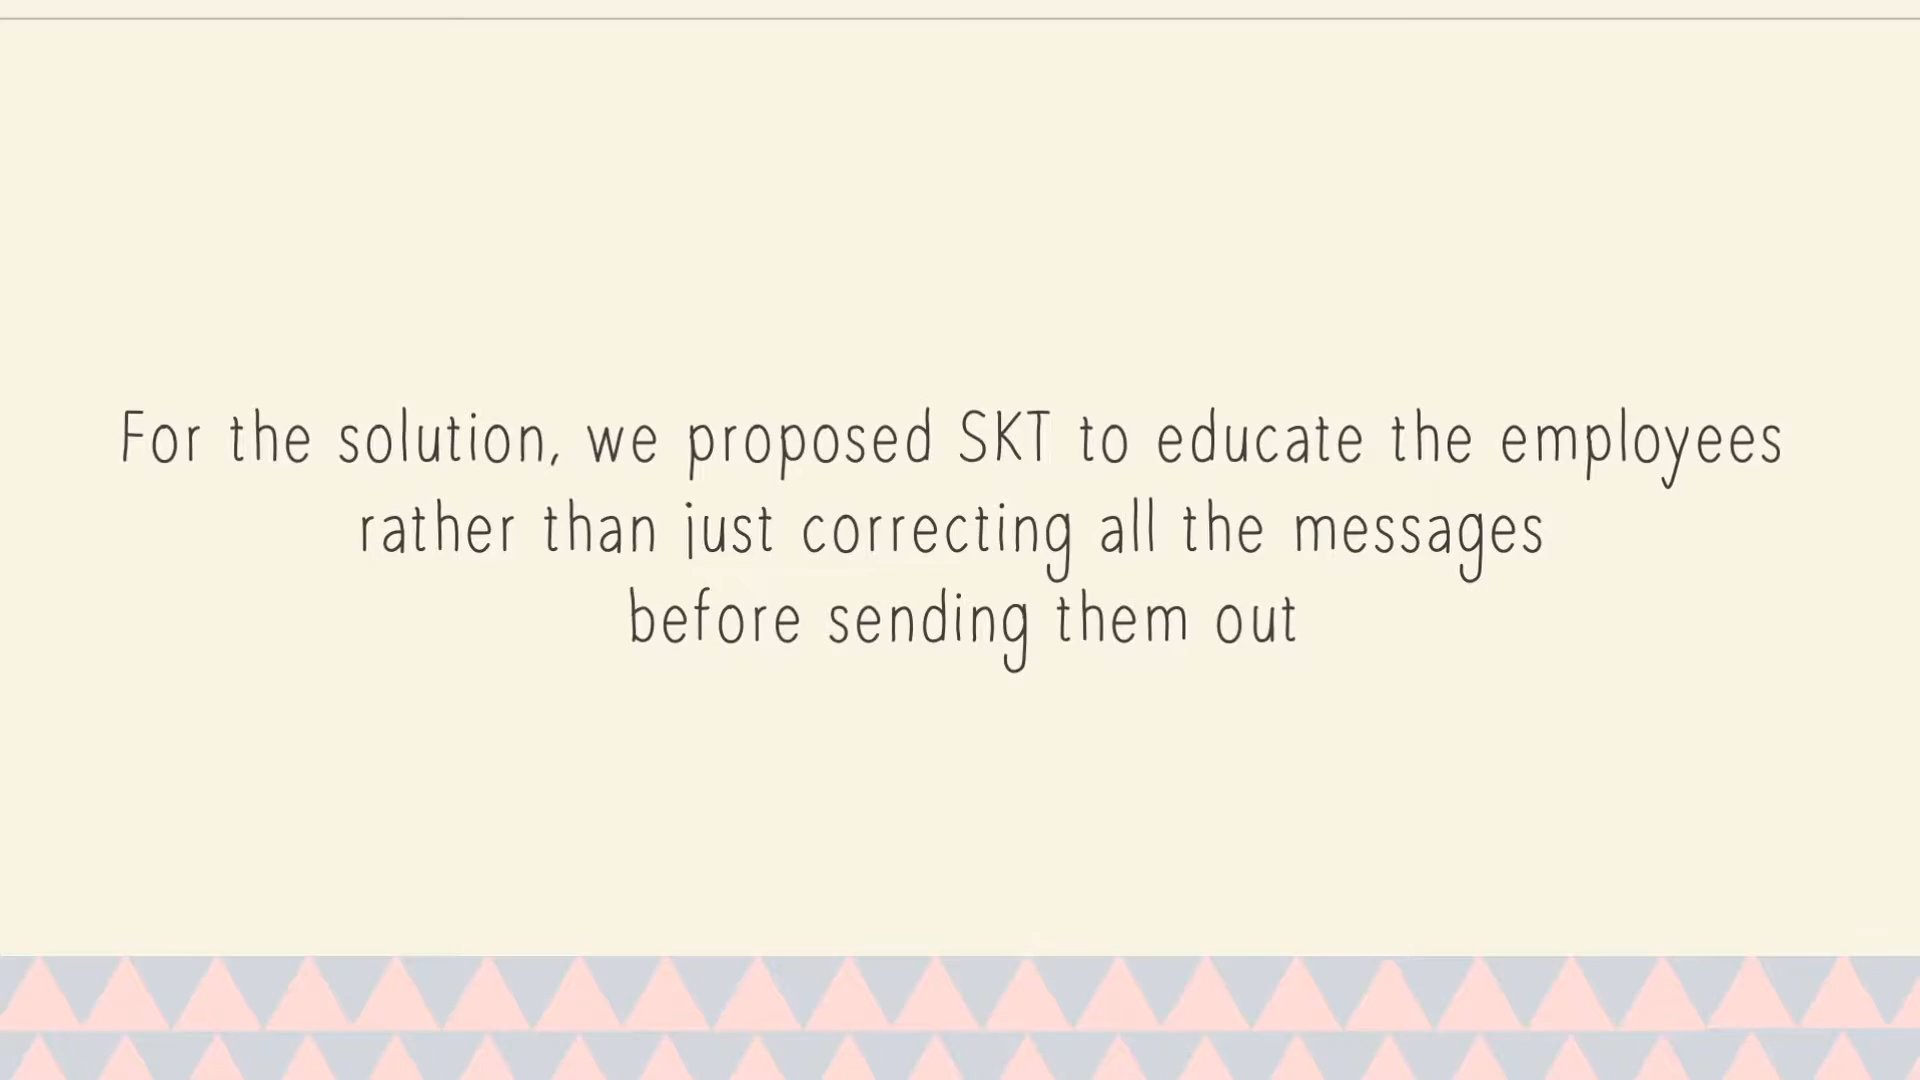 For the solution, we proposed SKT to educate the employees
rather than just correcting all the messages
before sending them out